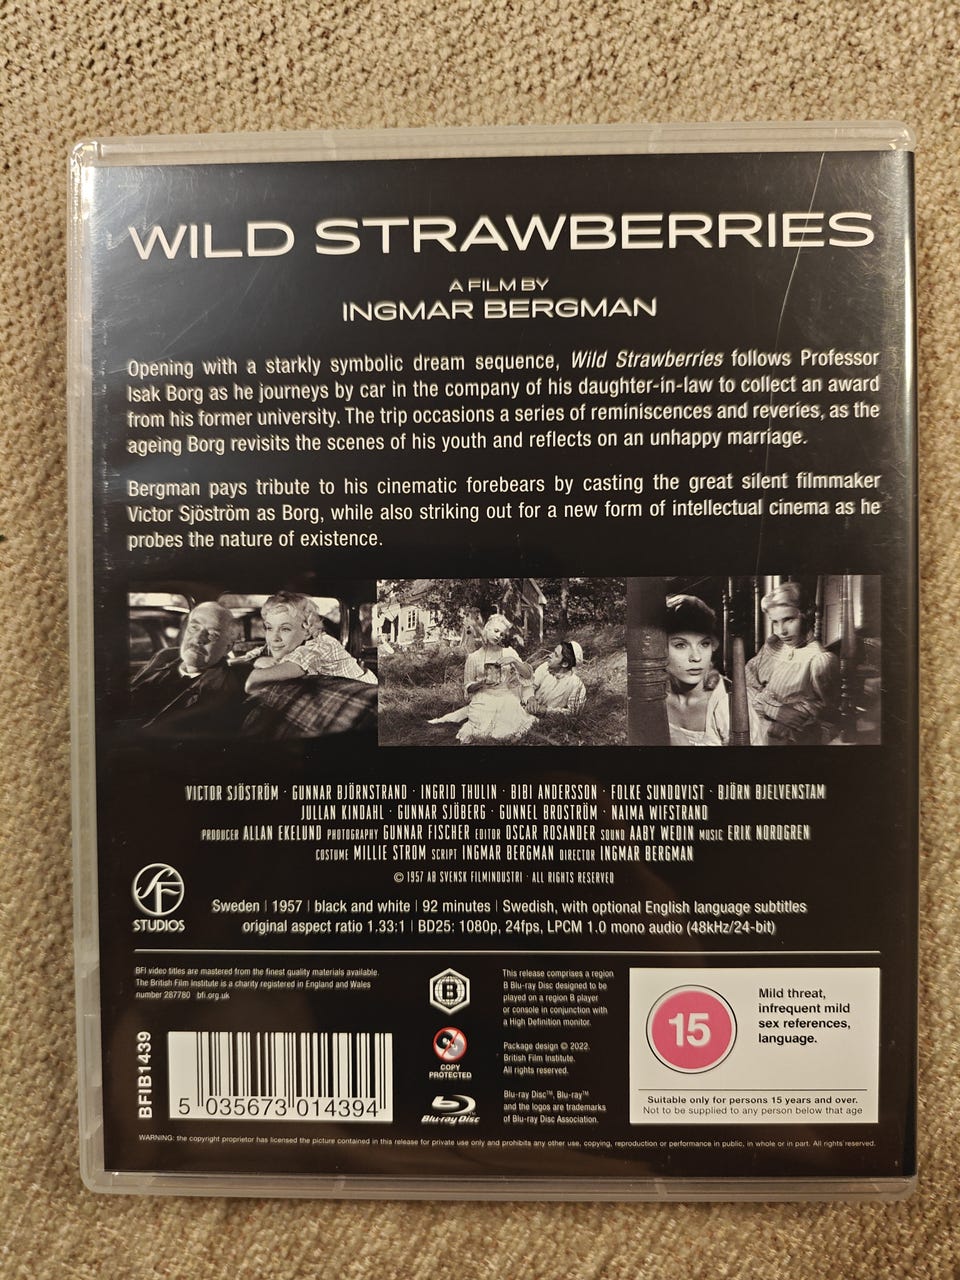 WILD STRAWBERRIES
A FILM BY
INGMAR BERGMAN
Opening with a starkly symbolic dream sequence, Wild Strawberries follows Professor
Isak Borg as he journeys by car in the company of his daughter-in-law to collect an award
from his former university. The trip occasions a series of reminiscences and reveries, as the
ageing Borg revisits the scenes of his youth and reflects on an unhappy marriage.
Bergman pays tribute to his cinematic forebears by casting the great silent filmmaker
Victor Sjöström as Borg, while also striking out for a new form of intellectual cinema as he
probes the nature of existence.
VICTOR SJÖSTRÖM · GUNNAR BJÖRNSTRAND · INGRID THULIN · BIBI ANDERSSON · FOLKE SUNDQVIST · BJÖRN BJELVENSTAM
JULLAN KINDAHL · GUNNAR SJÖBERG · GUNNEL BROSTRÖM · NAIMA WIFSTRAND
PRODUCER ALLAN EKELUND PHOTOGRAPHY GUNNAR FISCHER EDITOR OSCAR ROSANDER SOUND AABY WEDIN MUSIC ERIK NORDGREN
COSTUME MILLIE STROM SCRIPT INGMAR BERGMAN DIRECTOR INGMAR BERGMAN
© 1957 AB SVENSK FILMINDUSTRI · ALL RIGHTS RESERVED
SF
STUDIOS
Sweden | 1957 | black and white | 92 minutes | Swedish, with optional English language subtitles
original aspect ratio 1.33:1 | BD25: 1080p, 24fps, LPCM 1.0 mono audio (48kHz/24-bit)
BFI video titles are mastered from the finest quality materials available.
The British Film Institute is a charity registered in England and Wales
number 287780 bfi.org.uk
BFIB1439
5 035673 014394
B
COPY
PROTECTED
Blu-ray Disc
This release comprises a region
B Blu-ray Disc designed to be
played on a region B player
or console in conjunction with
a High Definition monitor.
Package design © 2022.
British Film Institute.
All rights reserved.
Blu-ray Disc™, Blu-ray™
and the logos are trademarks
of Blu-ray Disc Association.
15
Mild threat,
infrequent mild
sex references,
language.
Suitable only for persons 15 years and over.
Not to be supplied to any person below that age
WARNING: the copyright proprietor has licensed the picture contained in this release for private use only and prohibits any other use, copying, reproduction or performance in public, in whole or in part. All rights reserved.